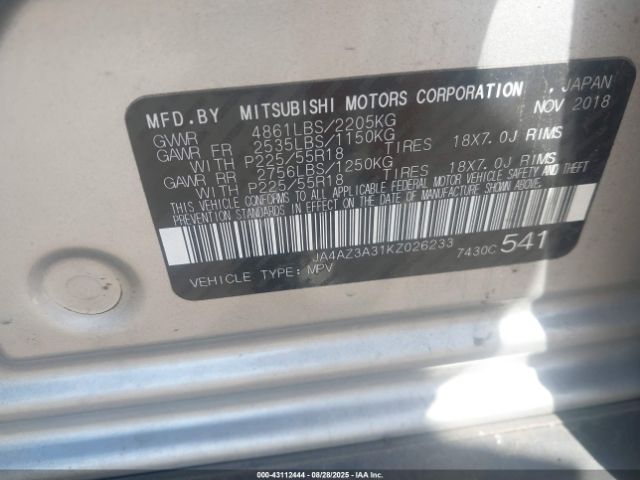 MFD.BY MITSUBISHI MOTORS CORPORATION , JAPAN
GVWR 4861LBS/2205KG NOV 2018
GAWR FR 2535LBS/1150KG
WITH P225/55R18 TIRES 18X7.0J RIMS
GAWR RR 2756LBS/1250KG
WITH P225/55R18 TIRES 18X7.0J RIMS
THIS VEHICLE CONFORMS TO ALL APPLICABLE FEDERAL MOTOR VEHICLE SAFETY AND THEFT
PREVENTION STANDARDS IN EFFECT ON THE DATE OF MANUFACTURE SHOWN ABOVE.
JA4AZ3A31KZ026233
VEHICLE TYPE: MPV 7430C 541
000-43112444 - 08/28/2025 - IAA Inc.